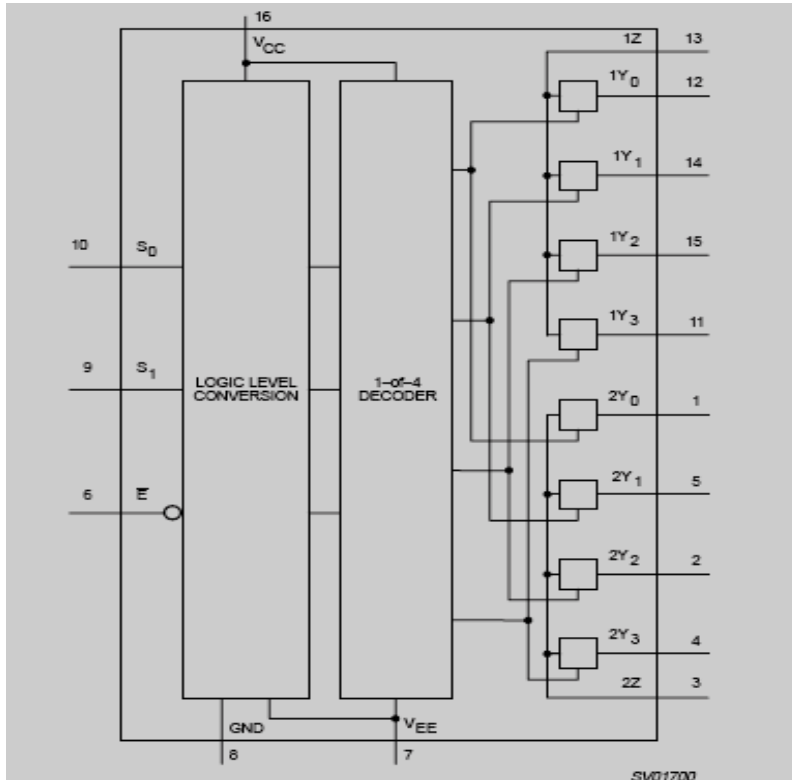 16
VCC
1Z 13
1Y0 12
1Y1 14
10 S0
1Y2 15
1Y3 11
9 S1
LOGIC LEVEL
CONVERSION
1–of–4
DECODER
2Y0 1
6 E̅
2Y1 5
2Y2 2
2Y3 4
2Z 3
GND
VEE
8
7
SV01700